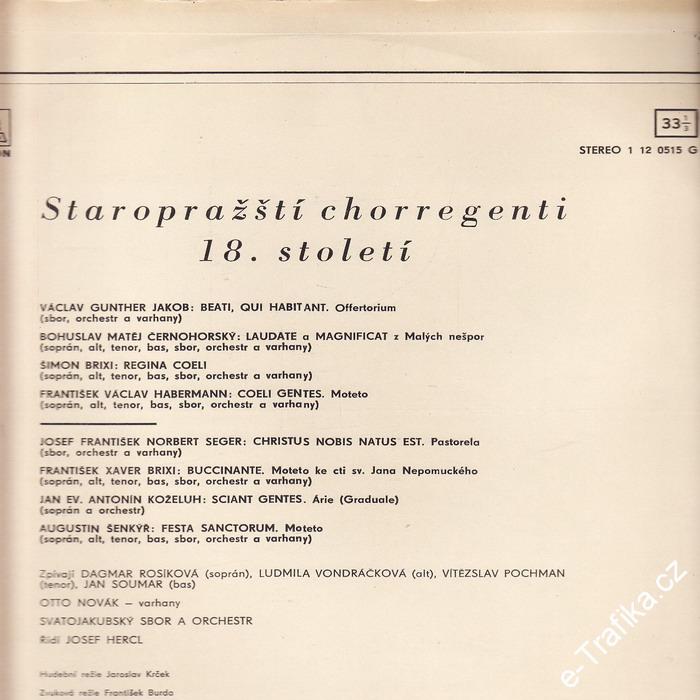 33 1/3
ON
STEREO 1 12 0515 G
Staropražští chorregenti
18. století
VÁCLAV GUNTHER JAKOB: BEATI, QUI HABITANT. Offertorium
(sbor, orchestr a varhany)
BOHUSLAV MATĚJ ČERNOHORSKÝ: LAUDATE a MAGNIFICAT z Malých nešpor
(soprán, alt, tenor, bas, sbor, orchestr a varhany)
ŠIMON BRIXI: REGINA COELI
(soprán, alt, tenor, bas, sbor, orchestr a varhany)
FRANTIŠEK VÁCLAV HABERMANN: COELI GENTES. Moteto
(soprán, alt, tenor, bas, sbor, orchestr a varhany)
JOSEF FRANTIŠEK NORBERT SEGER: CHRISTUS NOBIS NATUS EST. Pastorela
(sbor, orchestr a varhany)
FRANTIŠEK XAVER BRIXI: BUCCINANTE. Moteto ke cti sv. Jana Nepomuckého
(soprán, alt, tenor, bas, sbor, orchestr a varhany)
JAN EV. ANTONÍN KOŽELUH: SCIANT GENTES. Árie (Graduale)
(soprán a orchestr)
AUGUSTIN ŠENKÝŘ: FESTA SANCTORUM. Moteto
(soprán, alt, tenor, bas, sbor, orchestr a varhany)
Zpívají DAGMAR ROSÍKOVÁ (soprán), LUDMILA VONDRÁČKOVÁ (alt), VÍTĚZSLAV POCHMAN
(tenor), JAN SOUMAR (bas)
OTTO NOVÁK – varhany
SVATOJAKUBSKÝ SBOR A ORCHESTR
Řídí JOSEF HERCL
Hudební režie Jaroslav Krček
Zvuková režie František Burda
e-Trafika.cz